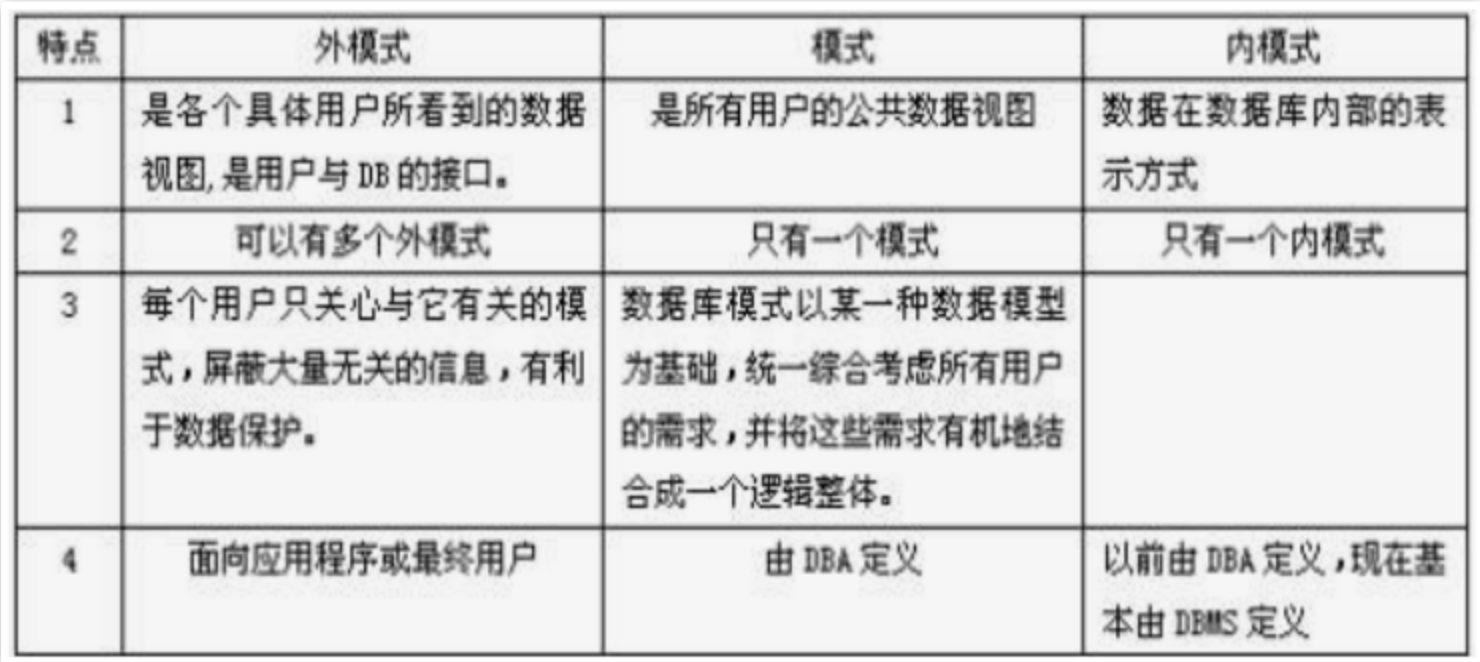 特点 外模式 模式 内模式
1 是各个具体用户所看到的数据 是所有用户的公共数据视图 数据在数据库内部的表
视图,是用户与 DB 的接口。 示方式
2 可以有多个外模式 只有一个模式 只有一个内模式
3 每个用户只关心与它有关的模 数据库模式以某一种数据模型
式，屏蔽大量无关的信息，有利 为基础，统一综合考虑所有用户
于数据保护。 的需求，并将这些需求有机地结
合成一个逻辑整体。
4 面向应用程序或最终用户 由 DBA 定义 以前由 DBA 定义，现在基
本由 DBMS 定义